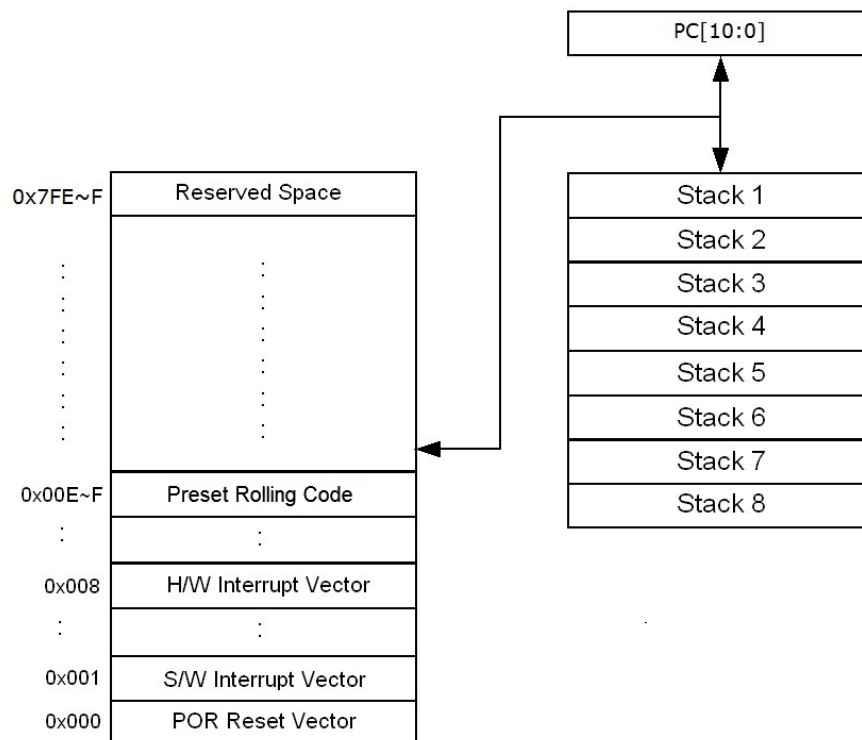 PC[10:0]
0x7FE~F Reserved Space
0x00E~F Preset Rolling Code
0x008 H/W Interrupt Vector
0x001 S/W Interrupt Vector
0x000 POR Reset Vector
Stack 1
Stack 2
Stack 3
Stack 4
Stack 5
Stack 6
Stack 7
Stack 8